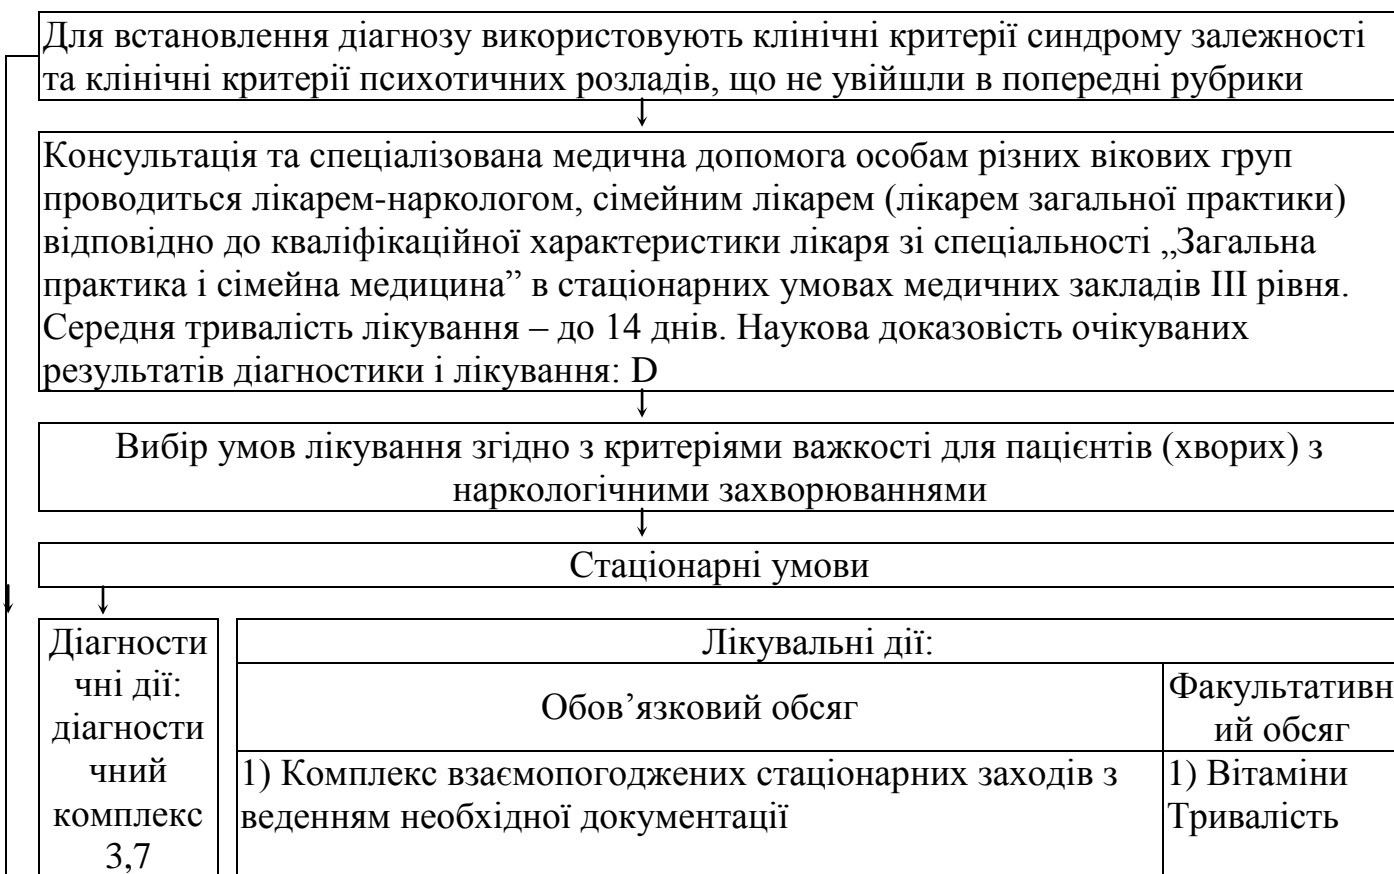 Для встановлення діагнозу використовують клінічні критерії синдрому залежності
та клінічні критерії психотичних розладів, що не увійшли в попередні рубрики
Консультація та спеціалізована медична допомога особам різних вікових груп
проводиться лікарем-наркологом, сімейним лікарем (лікарем загальної практики)
відповідно до кваліфікаційної характеристики лікаря зі спеціальності „Загальна
практика і сімейна медицина” в стаціонарних умовах медичних закладів III рівня.
Середня тривалість лікування – до 14 днів. Наукова доказовість очікуваних
результатів діагностики і лікування: D
Вибір умов лікування згідно з критеріями важкості для пацієнтів (хворих) з
наркологічними захворюваннями
Стаціонарні умови
Діагности
чні дії:
діагности
чний
комплекс
3,7
Лікувальні дії:
Обов’язковий обсяг
Факультативн
ий обсяг
1) Комплекс взаємопогоджених стаціонарних заходів з
веденням необхідної документації
1) Вітаміни
Тривалість